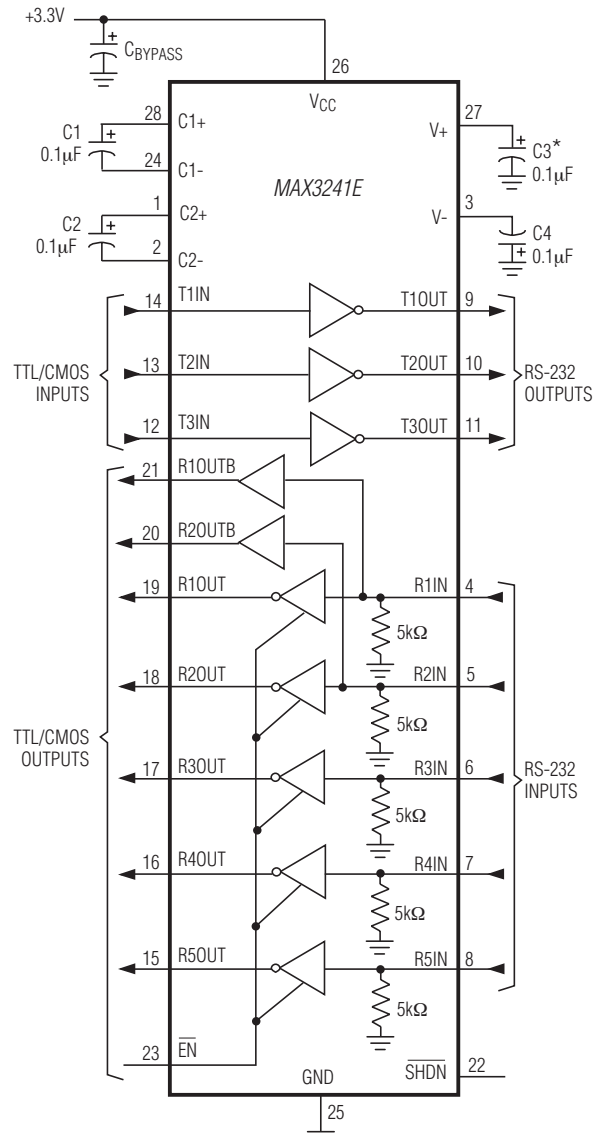 +3.3V
CBYPASS
26
VCC
28
C1+
C1
0.1µF
24
C1-
27
V+
C3*
0.1µF
MAX3241E
1
C2+
C2
0.1µF
2
C2-
3
V-
C4
0.1µF
14
T1IN
T1OUT
9
13
T2IN
T2OUT
10
TTL/CMOS
INPUTS
RS-232
OUTPUTS
12
T3IN
T3OUT
11
21
R1OUTB
20
R2OUTB
19
R1OUT
R1IN
4
5kΩ
18
R2OUT
R2IN
5
5kΩ
TTL/CMOS
OUTPUTS
17
R3OUT
R3IN
6
RS-232
INPUTS
5kΩ
16
R4OUT
R4IN
7
5kΩ
15
R5OUT
R5IN
8
5kΩ
23
EN
GND
SHDN
22
25